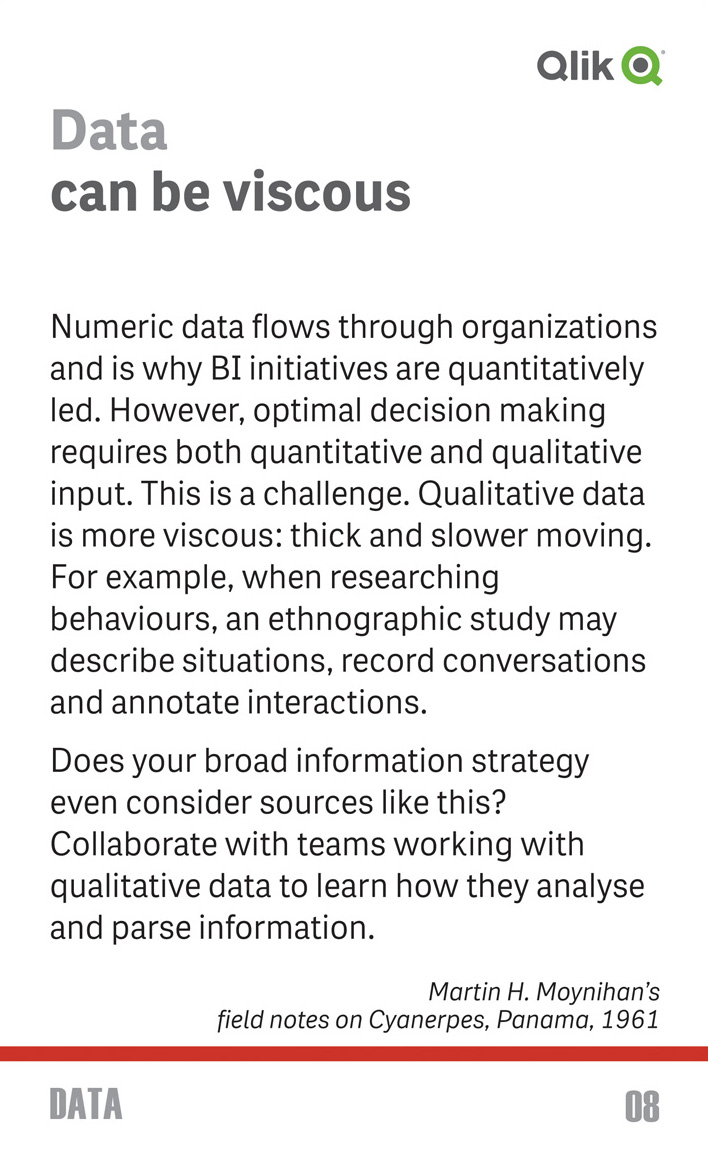 Qlik
Data
can be viscous
Numeric data flows through organizations
and is why BI initiatives are quantitatively
led. However, optimal decision making
requires both quantitative and qualitative
input. This is a challenge. Qualitative data
is more viscous: thick and slower moving.
For example, when researching
behaviours, an ethnographic study may
describe situations, record conversations
and annotate interactions.
Does your broad information strategy
even consider sources like this?
Collaborate with teams working with
qualitative data to learn how they analyse
and parse information.
Martin H. Moynihan’s
field notes on Cyanerpes, Panama, 1961
DATA 08